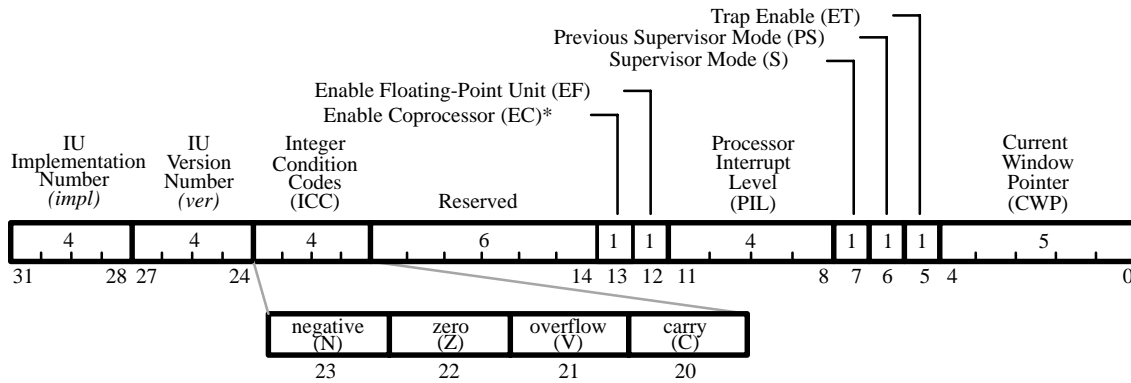 Trap Enable (ET)
Previous Supervisor Mode (PS)
Supervisor Mode (S)
Enable Floating-Point Unit (EF)
Enable Coprocessor (EC)*
IU
Implementation
Number
(impl)
IU
Version
Number
(ver)
Integer
Condition
Codes
(ICC)
Reserved
Processor
Interrupt
Level
(PIL)
Current
Window
Pointer
(CWP)
4 4 4 6 1 1 4 1 1 1 5
31 28 27 24 14 13 12 11 8 7 6 5 4 0
negative
(N)
zero
(Z)
overflow
(V)
carry
(C)
23 22 21 20